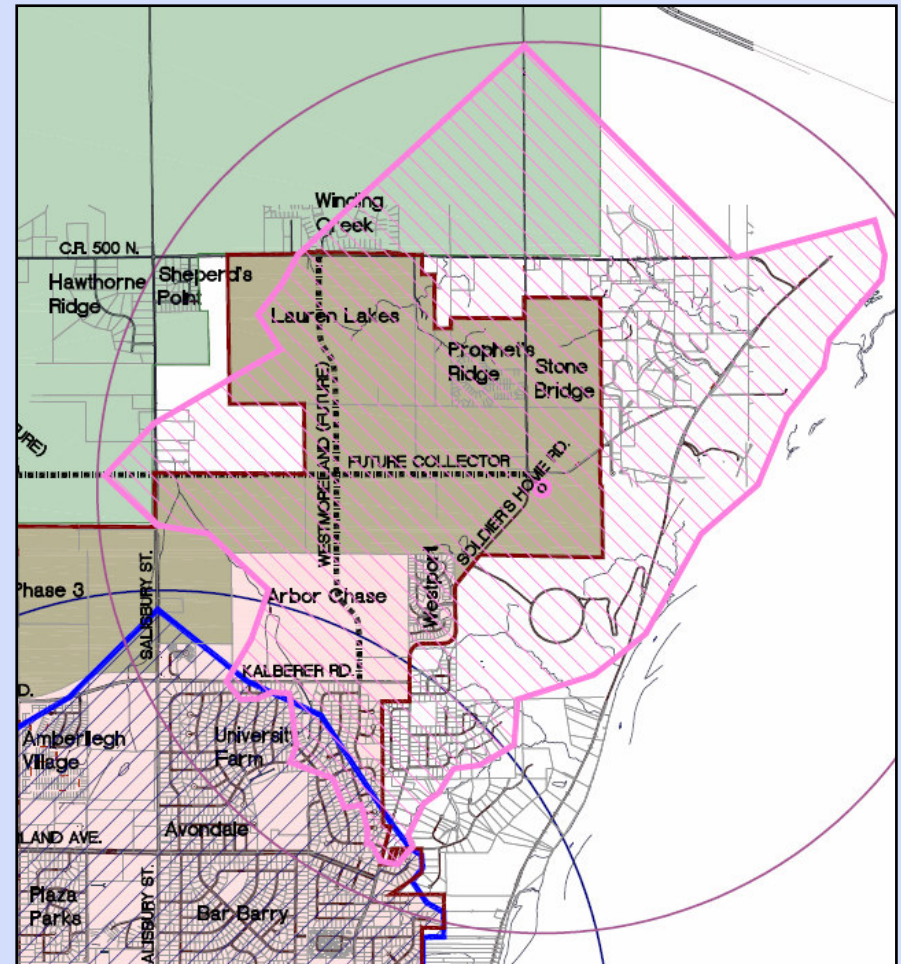 Winding
Creek
C.R. 500 N.
Hawthorne
Ridge
Sheperd's
Point
Lauren Lakes
Prophet's
Ridge
Stone
Bridge
WESTMORELAND (FUTURE)
FUTURE COLLECTOR
SOLDIER'S HOME RD.
URE)
SALISBURY ST.
Phase 3
Arbor Chase
Westport
KALBERER RD.
D.
Amberliegh
Village
University
Farm
Avondale
LAND AVE.
Plaza
Parks
ALISBURY ST.
Bar Barry